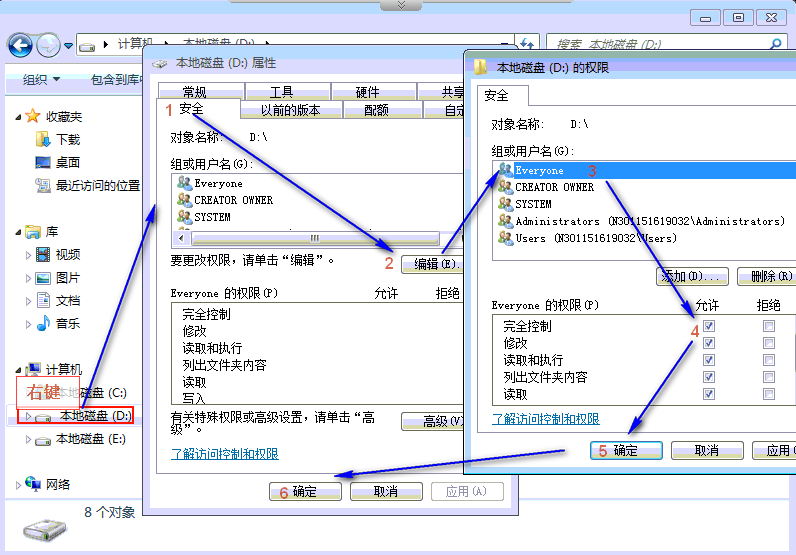 计算机 本地磁盘 (D:)
搜索 本地磁盘 (D:)
组织 包含到库中
收藏夹
下载
桌面
最近访问的位置
库
视频
图片
文档
音乐
计算机
右键
本地磁盘 (C:)
本地磁盘 (D:)
本地磁盘 (E:)
网络
8 个对象
本地磁盘 (D:) 属性
常规 工具 硬件 共享
1 安全 以前的版本 配额 自定
对象名称: D:\
组或用户名(G):
Everyone
CREATOR OWNER
SYSTEM
要更改权限,请单击“编辑”。 2 编辑(E)..
Everyone 的权限(P) 允许 拒绝
完全控制
修改
读取和执行
列出文件夹内容
读取
写入
有关特殊权限或高级设置,请单击“高
级”。
高级(V)
了解访问控制和权限
6 确定 取消 应用(A)
本地磁盘 (D:) 的权限
安全
对象名称: D:\
组或用户名(G):
Everyone 3
CREATOR OWNER
SYSTEM
Administrators (N301151619032\Administrators)
Users (N301151619032\Users)
添加(D)... 删除(R)
Everyone 的权限(P) 允许 拒绝
完全控制 4
修改
读取和执行
列出文件夹内容
读取
了解访问控制和权限
5 确定 取消 应用(